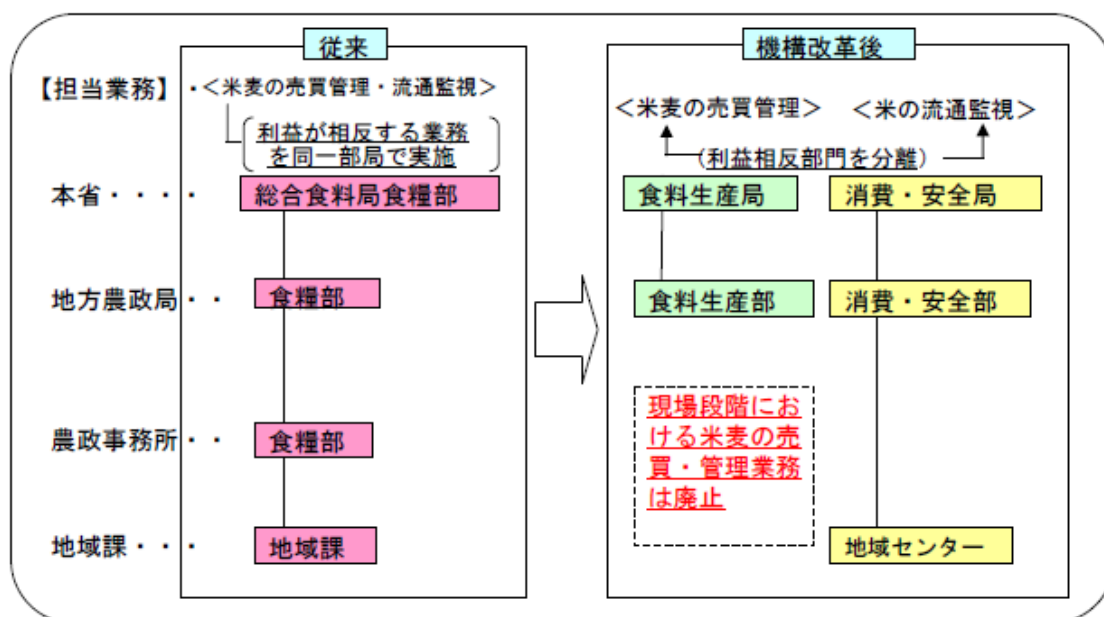 従来
機構改革後
【担当業務】・<米麦の売買管理・流通監視>
利益が相反する業務
を同一部局で実施
<米麦の売買管理>
<米の流通監視>
(利益相反部門を分離)
本省・・・・
総合食料局食糧部
食料生産局
消費・安全局
地方農政局・・
食糧部
食料生産部
消費・安全部
農政事務所・・
食糧部
現場段階にお
ける米麦の売
買・管理業務
は廃止
地域課・・・
地域課
地域センター